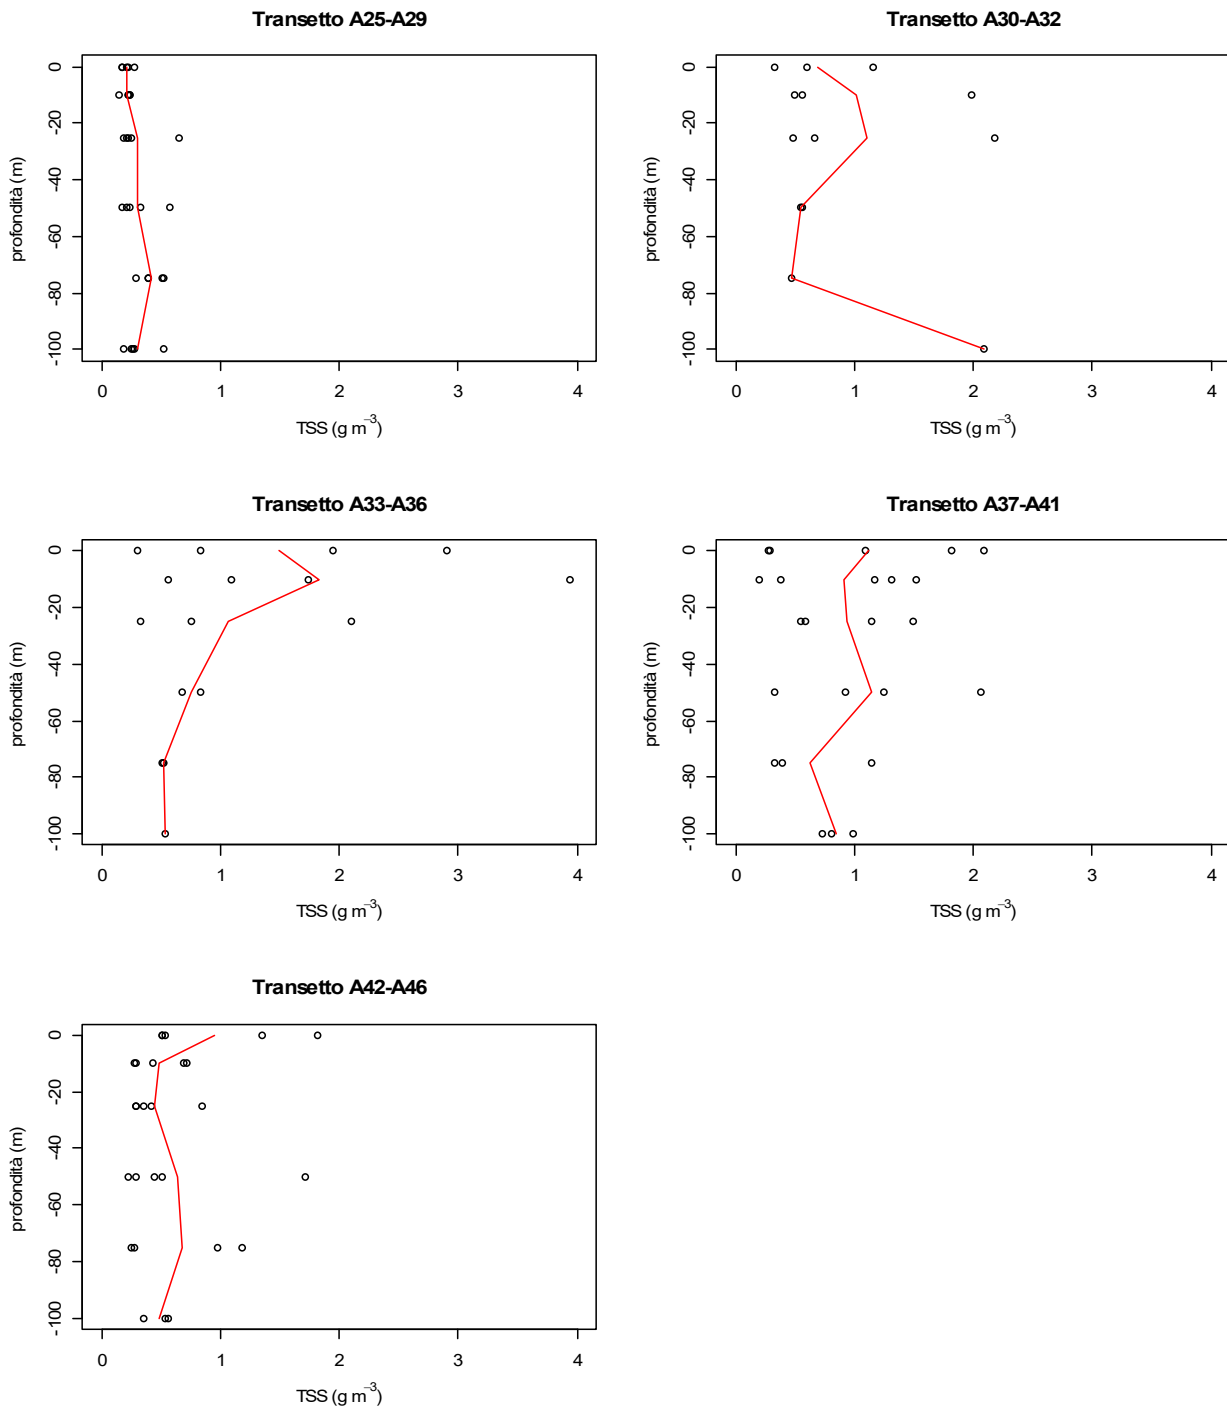 Transetto A25-A29
0
-20
-40
-60
-80
-100
profondità (m)
0 1 2 3 4
TSS (g m⁻³)
Transetto A30-A32
0
-20
-40
-60
-80
-100
profondità (m)
0 1 2 3 4
TSS (g m⁻³)
Transetto A33-A36
0
-20
-40
-60
-80
-100
profondità (m)
0 1 2 3 4
TSS (g m⁻³)
Transetto A37-A41
0
-20
-40
-60
-80
-100
profondità (m)
0 1 2 3 4
TSS (g m⁻³)
Transetto A42-A46
0
-20
-40
-60
-80
-100
profondità (m)
0 1 2 3 4
TSS (g m⁻³)